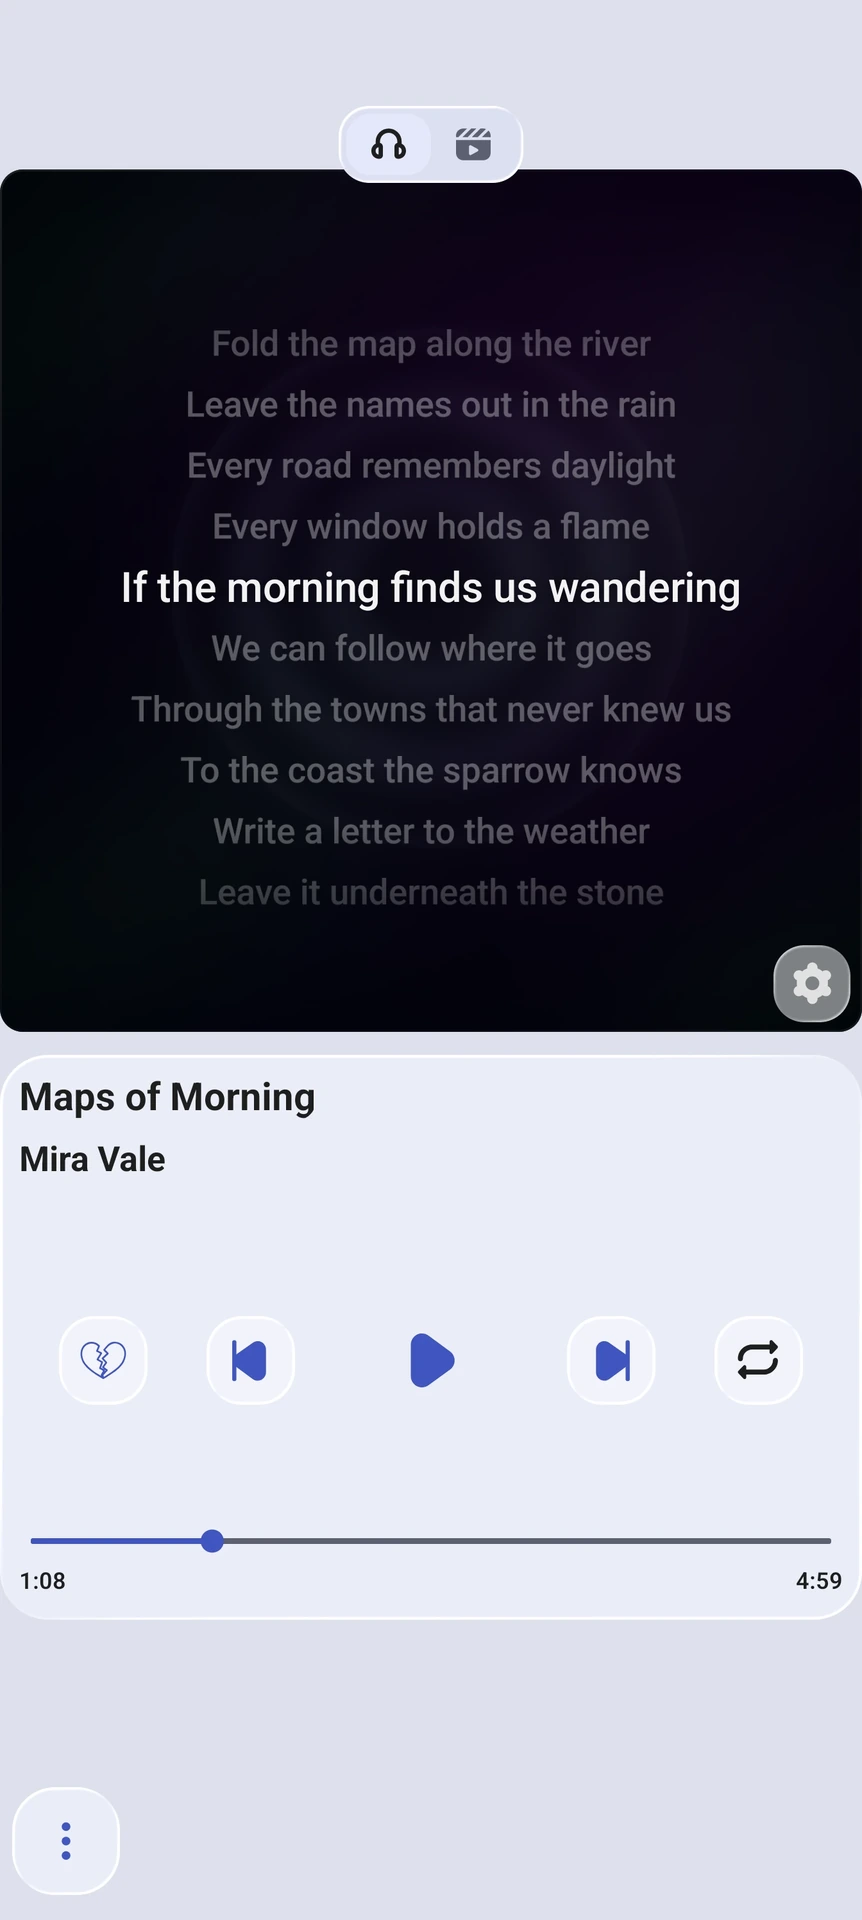 Fold the map along the river
Leave the names out in the rain
Every road remembers daylight
Every window holds a flame
If the morning finds us wandering
We can follow where it goes
Through the towns that never knew us
To the coast the sparrow knows
Write a letter to the weather
Leave it underneath the stone
Maps of Morning
Mira Vale
1:08
4:59